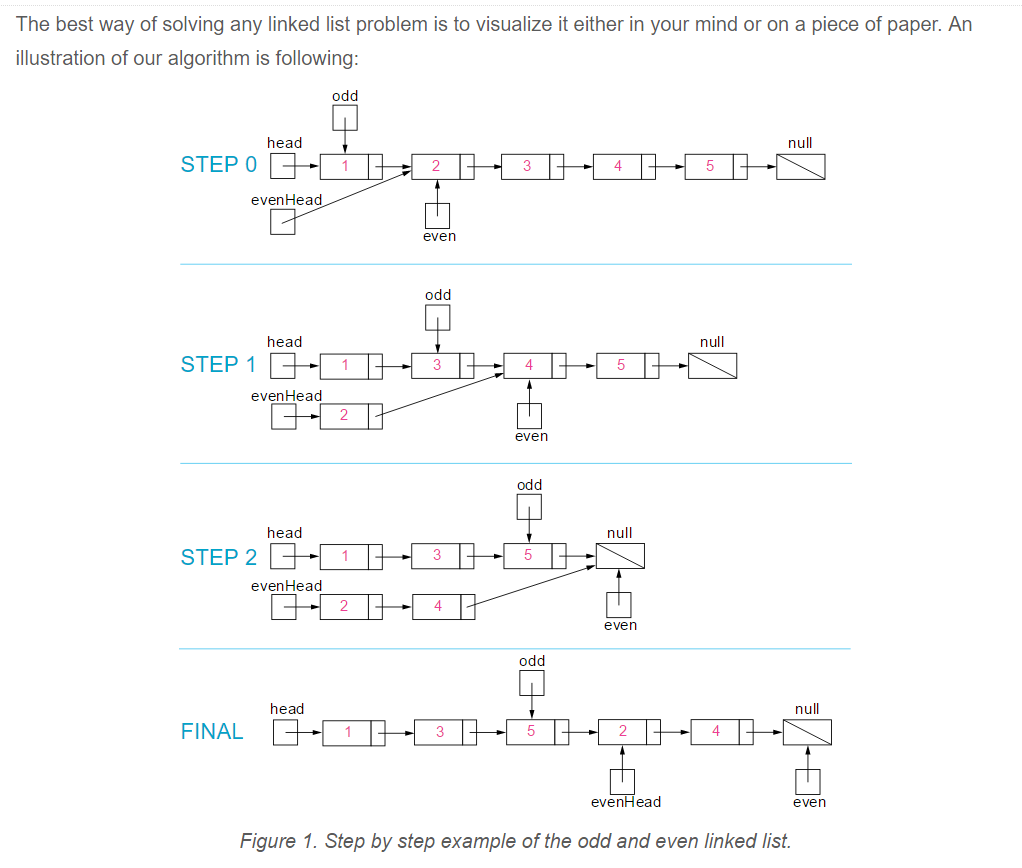 The best way of solving any linked list problem is to visualize it either in your mind or on a piece of paper. An
illustration of our algorithm is following:
odd
head
null
STEP 0
1
2
3
4
5
evenHead
even
odd
head
null
STEP 1
1
3
4
5
evenHead
2
even
odd
head
null
STEP 2
1
3
5
evenHead
2
4
even
odd
head
null
FINAL
1
3
5
2
4
evenHead
even
Figure 1. Step by step example of the odd and even linked list.